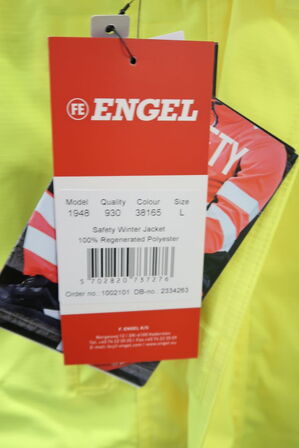 FE ENGEL
Model Quality Colour Size
1948 930 38165 L
Safety Winter Jacket
100% Regenerated Polyester
5 702820 737276
Order no.: 1002101 OB-no.: 2334263
F. ENGEL K/S